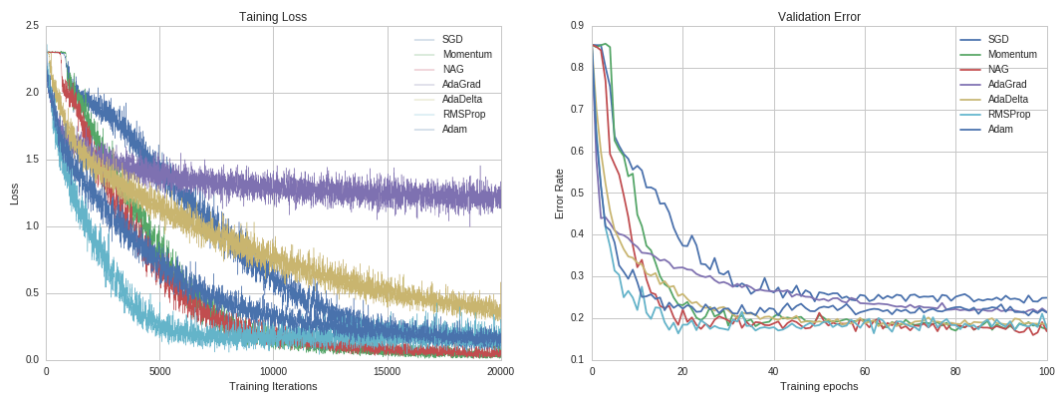 Taining Loss
2.5
2.0
1.5
1.0
0.5
0.0
Loss
0
5000
10000
15000
20000
Training Iterations
SGD
Momentum
NAG
AdaGrad
AdaDelta
RMSProp
Adam
Validation Error
0.9
0.8
0.7
0.6
0.5
0.4
0.3
0.2
0.1
Error Rate
0
20
40
60
80
100
Training epochs
SGD
Momentum
NAG
AdaGrad
AdaDelta
RMSProp
Adam